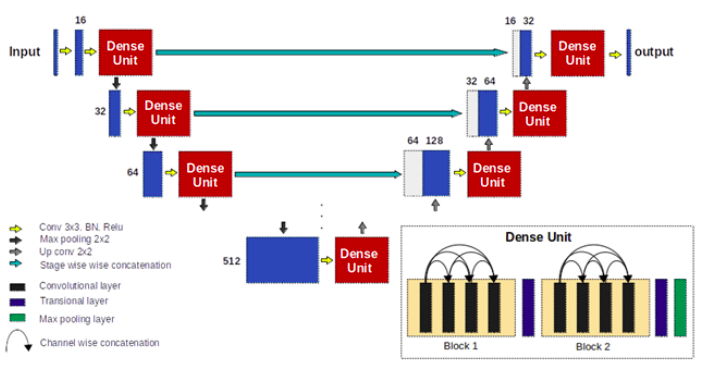 16
16 32
Input
Dense
Unit
Dense
Unit
output
32 64
32
Dense
Unit
Dense
Unit
64 128
64
Dense
Unit
Dense
Unit
512
Dense
Unit
Conv 3x3, BN, Relu
Max pooling 2x2
Up conv 2x2
Stage wise wise concatenation
Convolutional layer
Transional layer
Max pooling layer
Channel wise concatenation
Dense Unit
Block 1
Block 2